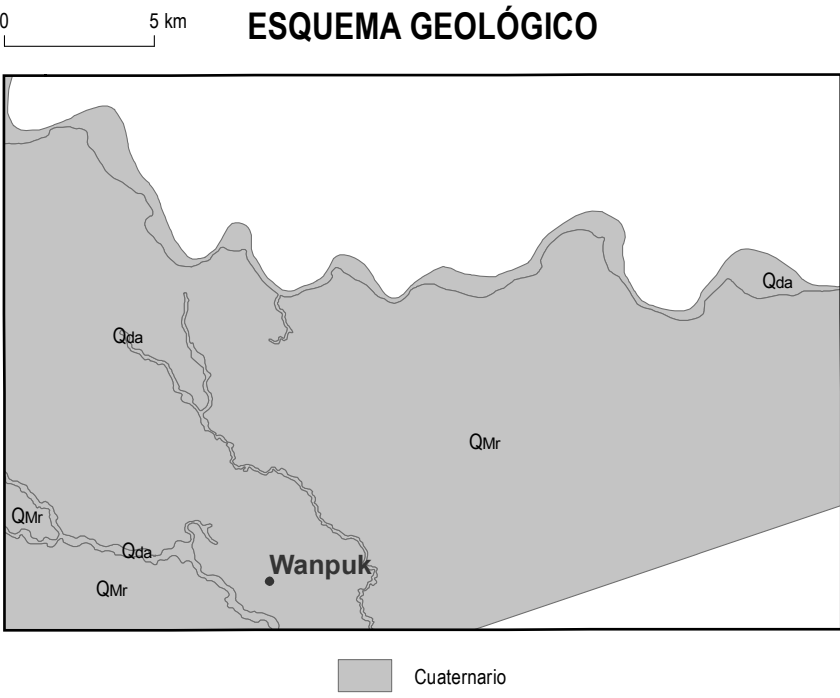 0 5 km
ESQUEMA GEOLÓGICO
Qda
Qda
QMr
QMr
Qda
Wanpuk
QMr
Cuaternario